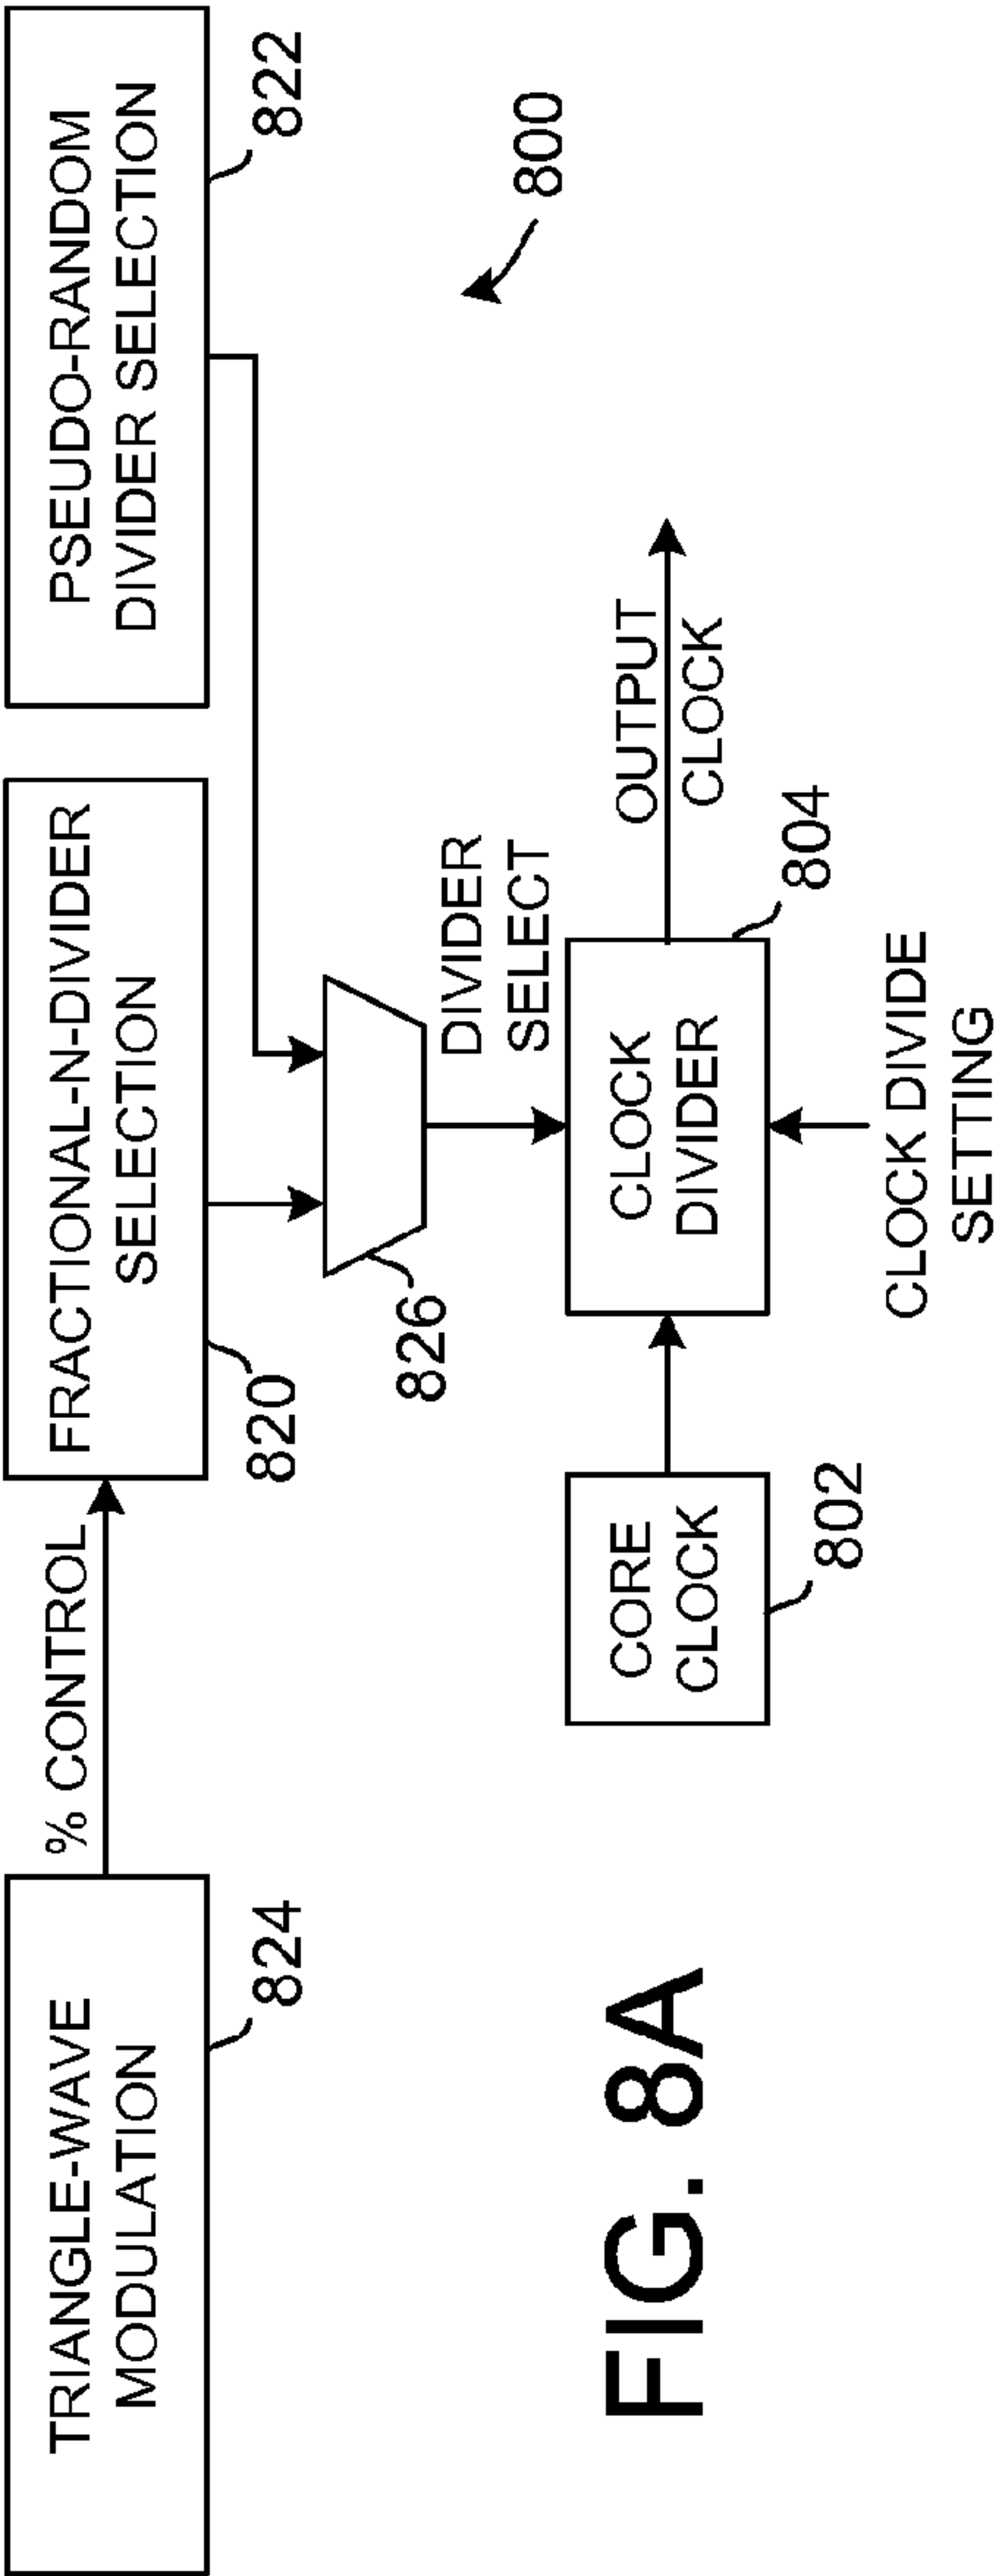 TRIANGLE-WAVE
MODULATION
824
% CONTROL
FRACTIONAL-N-DIVIDER
SELECTION
820
PSEUDO-RANDOM
DIVIDER SELECTION
822
826
DIVIDER
SELECT
800
CORE
CLOCK
802
CLOCK
DIVIDER
804
OUTPUT
CLOCK
CLOCK DIVIDE
SETTING
FIG. 8A